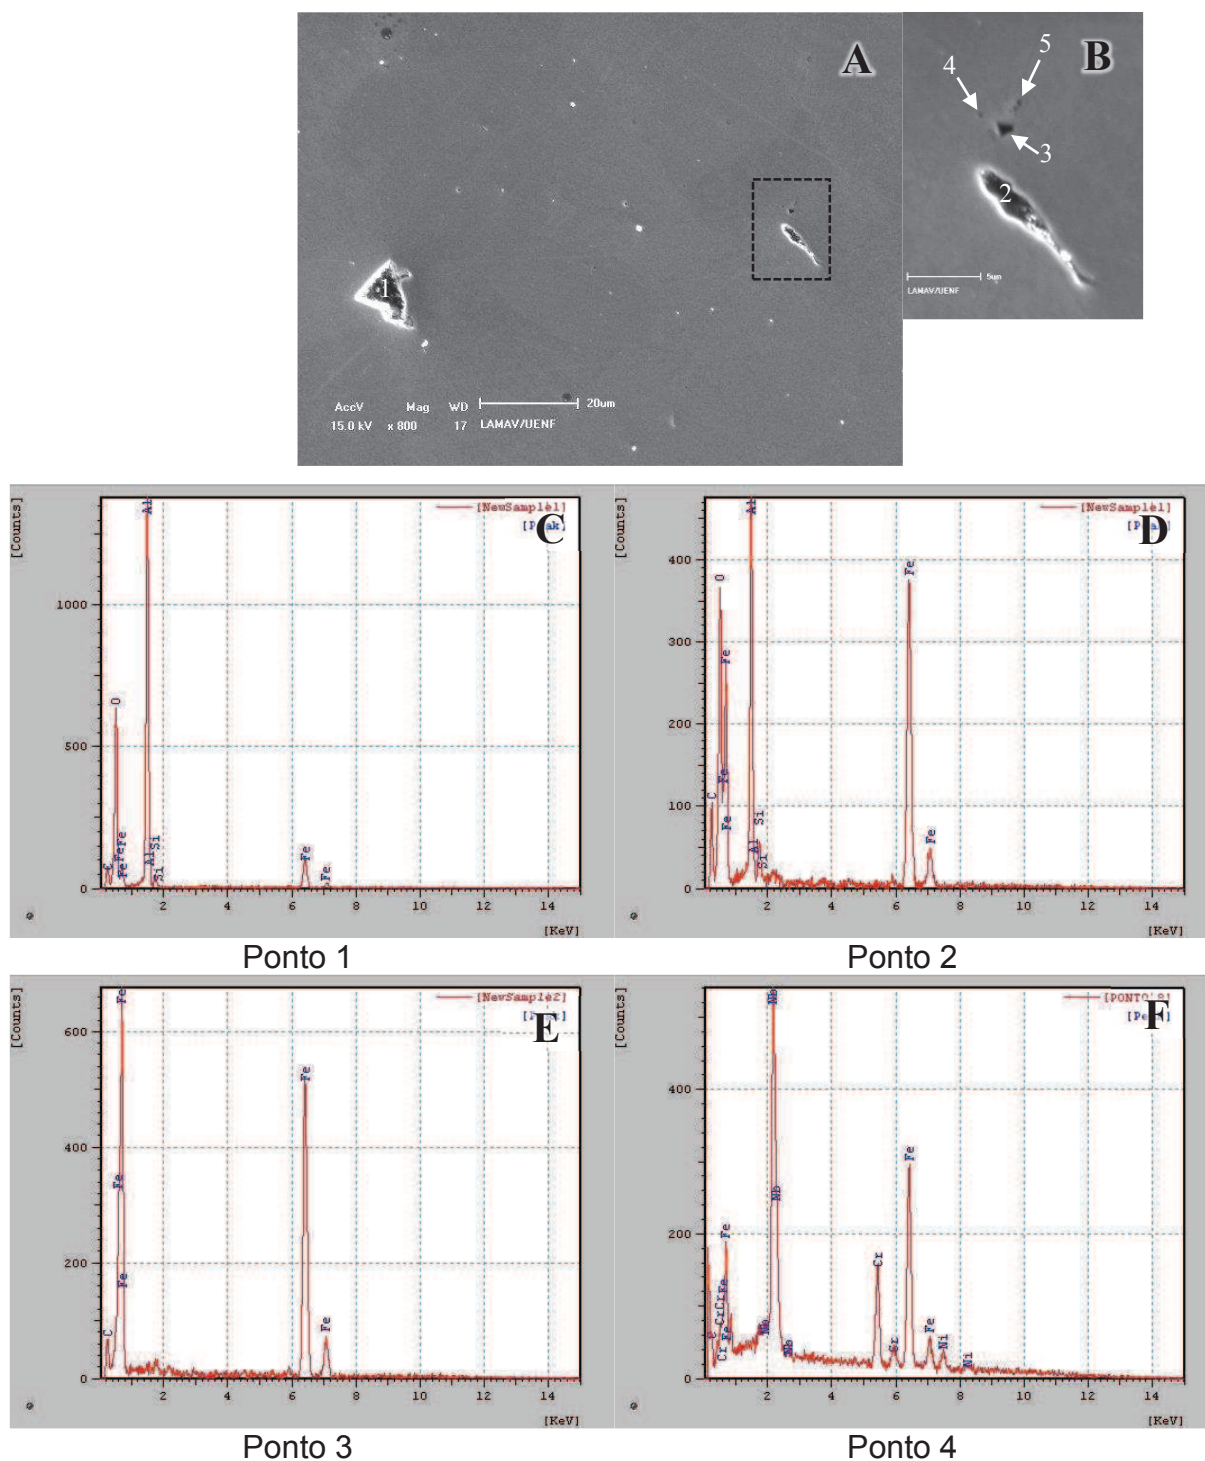 A
1
AccV Mag WD 20um
15.0 kV x 800 17 LAMAV/UENF
B
4
5
3
2
5um
LAMAV/UENF
[Counts]
[NewSample1]
C
1000
500
0
Al
O
C
Fe
Fe
Fe
Al
Si
Si
Fe
Fe
2 4 6 8 10 12 14
[KeV]
Ponto 1
[Counts]
[NewSample1]
D
400
300
200
100
0
Al
O
Fe
Fe
C
Fe
Al
Si
Si
Fe
Fe
2 4 6 8 10 12 14
[KeV]
Ponto 2
[Counts]
[NewSample2]
E
600
400
200
0
Fe
Fe
Fe
C
Fe
Fe
2 4 6 8 10 12 14
[KeV]
Ponto 3
[Counts]
F
400
200
0
Nb
Nb
Fe
Fe
Cr
C
Fe
Cr
Nb
Nb
Cr
Cr
Fe
Fe
Ni
Ni
2 4 6 8 10 12 14
[KeV]
Ponto 4